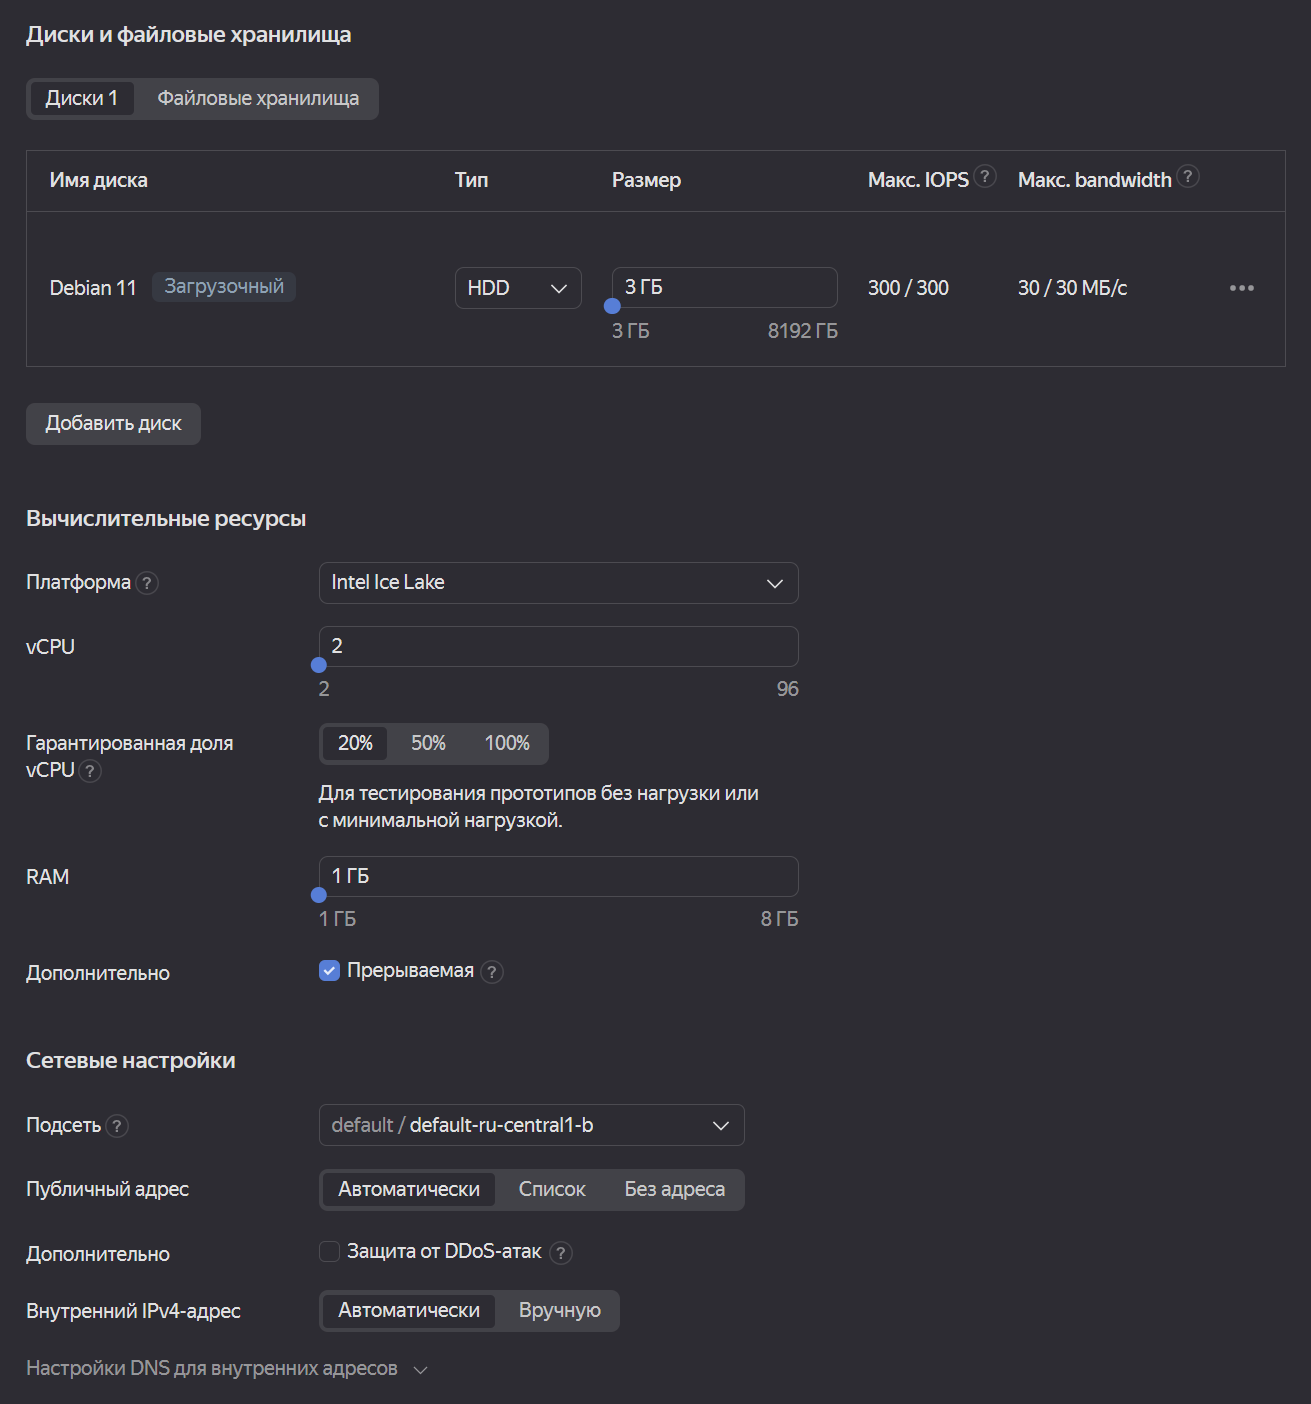 Диски и файловые хранилища
Диски 1 Файловые хранилища
Имя диска Тип Размер Макс. IOPS ? Макс. bandwidth ?
Debian 11 Загрузочный HDD 3 ГБ 300 / 300 30 / 30 МБ/с
3 ГБ 8192 ГБ
Добавить диск
Вычислительные ресурсы
Платформа ? Intel Ice Lake
vCPU 2
2 96
Гарантированная доля
vCPU ?
20% 50% 100%
Для тестирования прототипов без нагрузки или
с минимальной нагрузкой.
RAM 1 ГБ
1 ГБ 8 ГБ
Дополнительно Прерываемая ?
Сетевые настройки
Подсеть ? default / default-ru-central1-b
Публичный адрес Автоматически Список Без адреса
Дополнительно Защита от DDoS-атак ?
Внутренний IPv4-адрес Автоматически Вручную
Настройки DNS для внутренних адресов